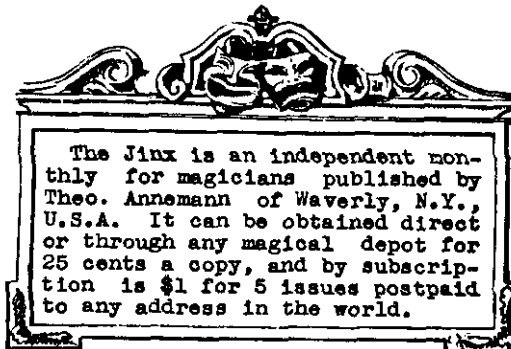 The Jinx is an independent mon-
thly for magicians published by
Theo. Annemann of Waverly, N.Y.,
U.S.A. It can be obtained direct
or through any magical depot for
25 cents a copy, and by subscrip-
tion is $1 for 5 issues postpaid
to any address in the world.